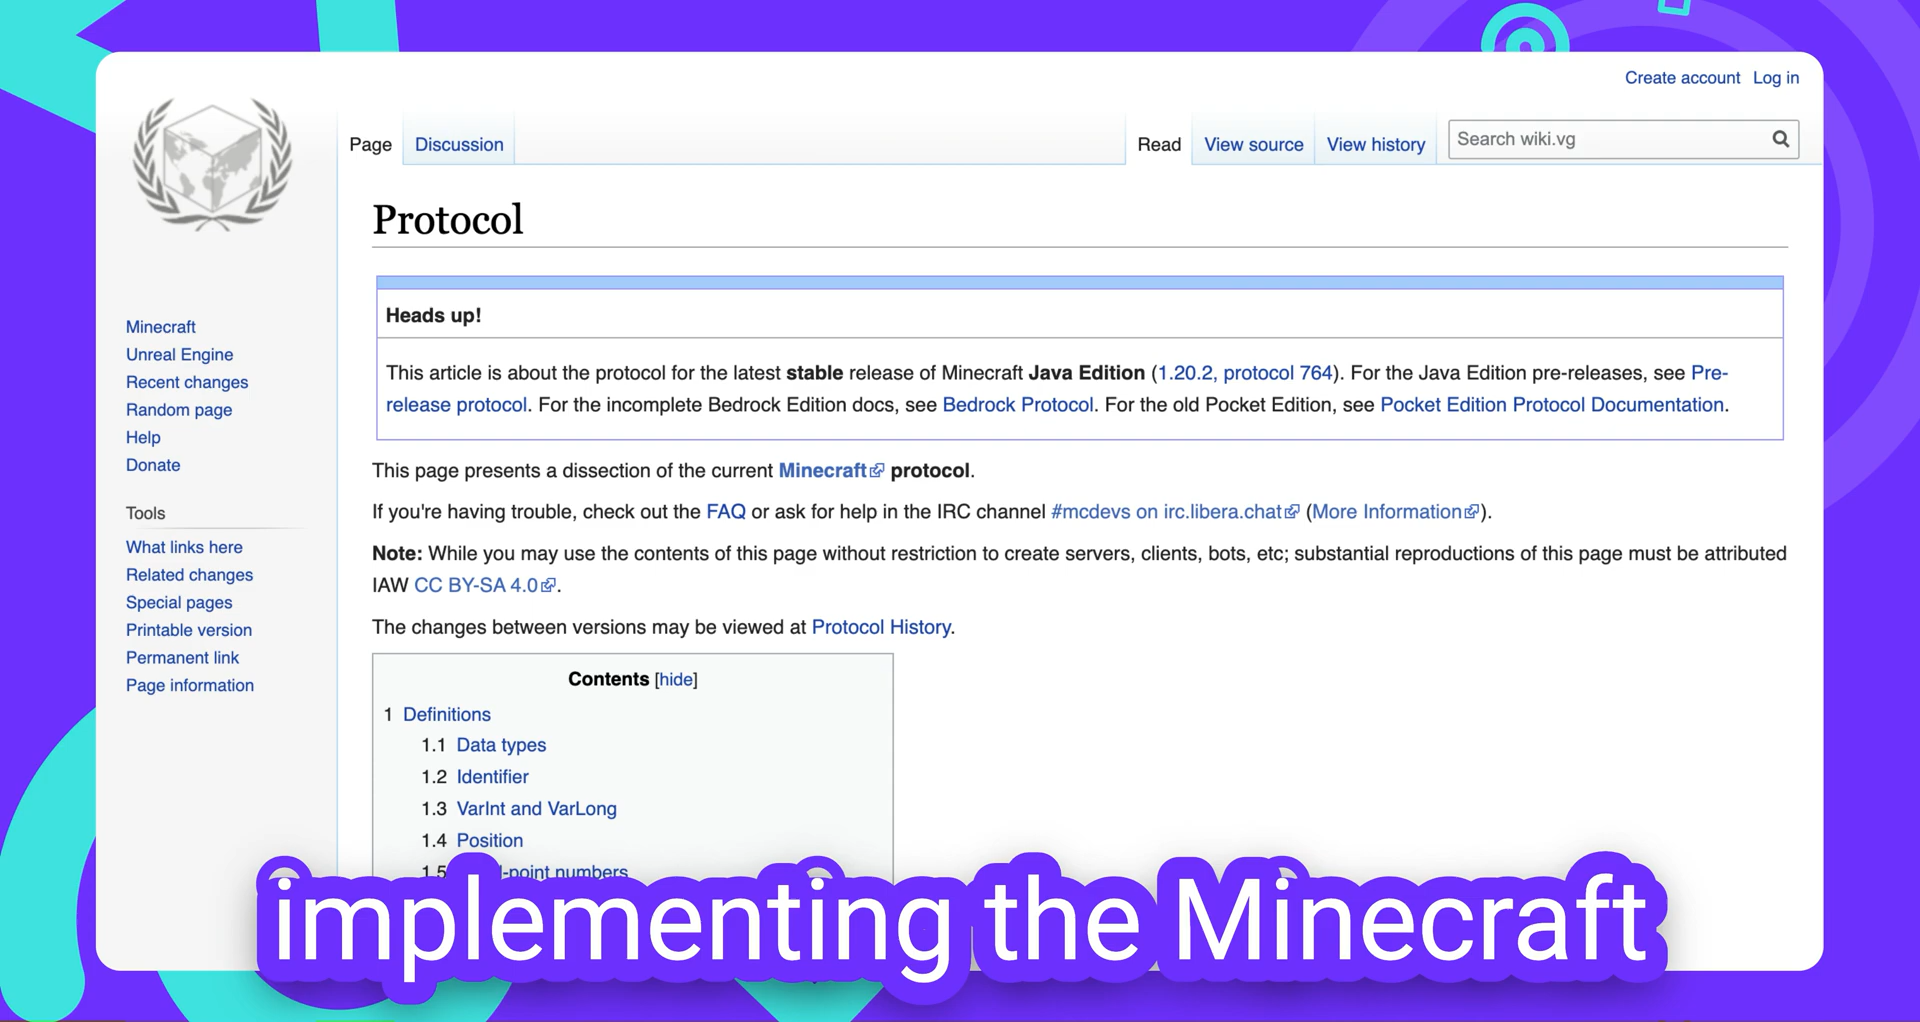 Create account Log in
Page Discussion Read View source View history Search wiki.vg
Protocol
Heads up!
This article is about the protocol for the latest stable release of Minecraft Java Edition (1.20.2, protocol 764). For the Java Edition pre-releases, see Pre-
release protocol. For the incomplete Bedrock Edition docs, see Bedrock Protocol. For the old Pocket Edition, see Pocket Edition Protocol Documentation.
This page presents a dissection of the current Minecraft protocol.
If you're having trouble, check out the FAQ or ask for help in the IRC channel #mcdevs on irc.libera.chat (More Information).
Note: While you may use the contents of this page without restriction to create servers, clients, bots, etc; substantial reproductions of this page must be attributed
IAW CC BY-SA 4.0.
The changes between versions may be viewed at Protocol History.
Contents [hide]
1 Definitions
1.1 Data types
1.2 Identifier
1.3 VarInt and VarLong
1.4 Position
1.5 -point numbers
Minecraft
Unreal Engine
Recent changes
Random page
Help
Donate
Tools
What links here
Related changes
Special pages
Printable version
Permanent link
Page information
implementing the Minecraft